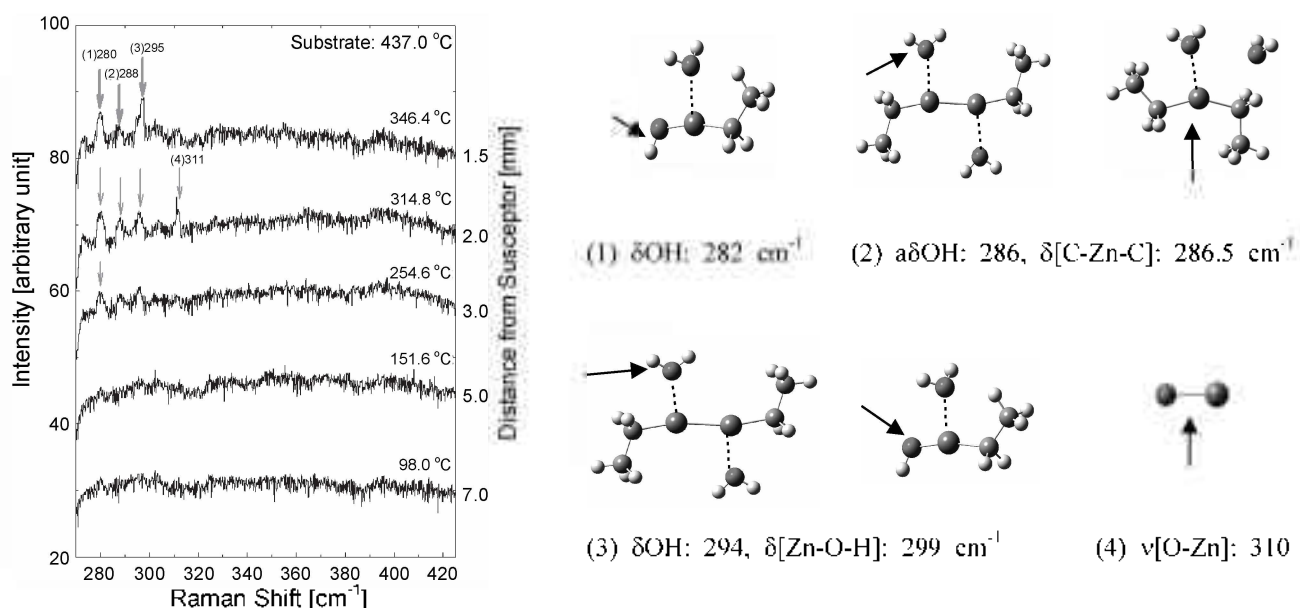 Intensity [arbitrary unit]
100
80
60
40
20
Substrate: 437.0 °C
(1)280
(2)288
(3)295
346.4 °C
(4)311
314.8 °C
254.6 °C
151.6 °C
98.0 °C
1.5
2.0
3.0
5.0
7.0
Distance from Susceptor [mm]
280 300 320 340 360 380 400 420
Raman Shift [cm⁻¹]
(1) δOH: 282 cm⁻¹
(2) aδOH: 286, δ[C-Zn-C]: 286.5 cm⁻¹
(3) δOH: 294, δ[Zn-O-H]: 299 cm⁻¹
(4) ν[O-Zn]: 310